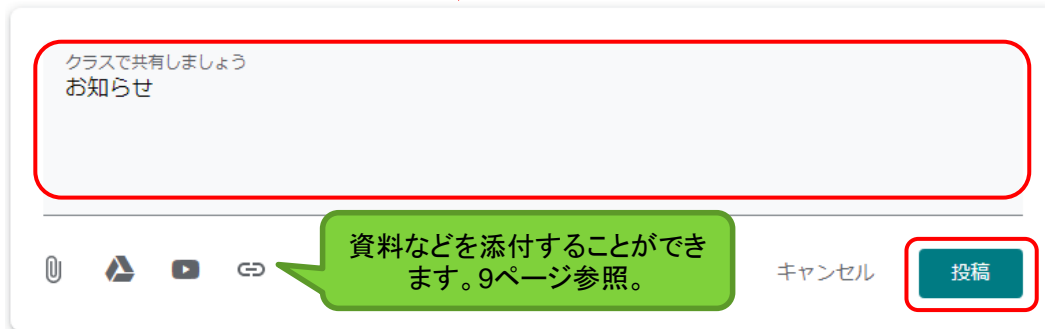 クラスで共有しましょう
お知らせ
資料などを添付することができ
ます。9ページ参照。
キャンセル
投稿